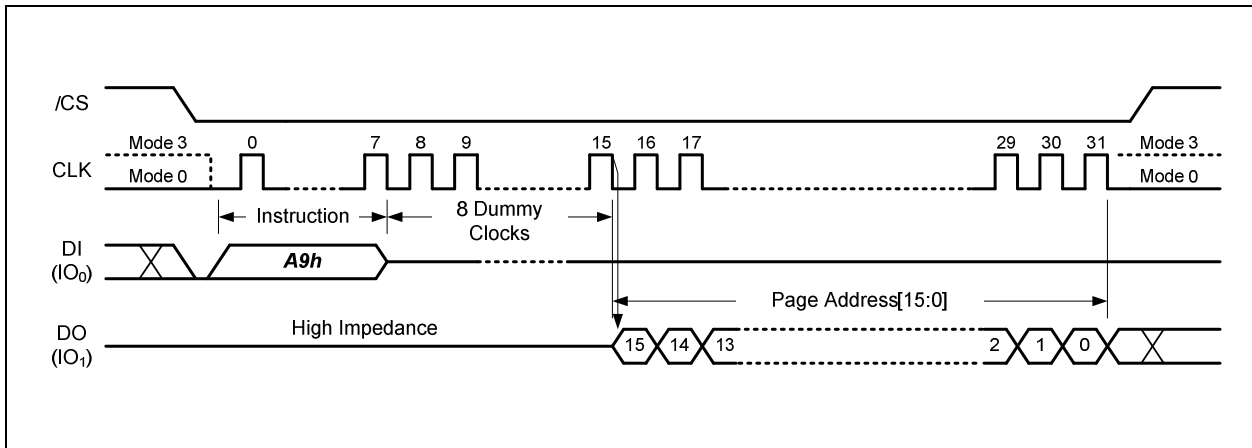 /CS
Mode 3 0 7 8 9 15 16 17 29 30 31 Mode 3
CLK
Mode 0 Mode 0
Instruction 8 Dummy
Clocks
DI
(IO0)
A9h
Page Address[15:0]
High Impedance
DO
(IO1)
15 14 13 2 1 0